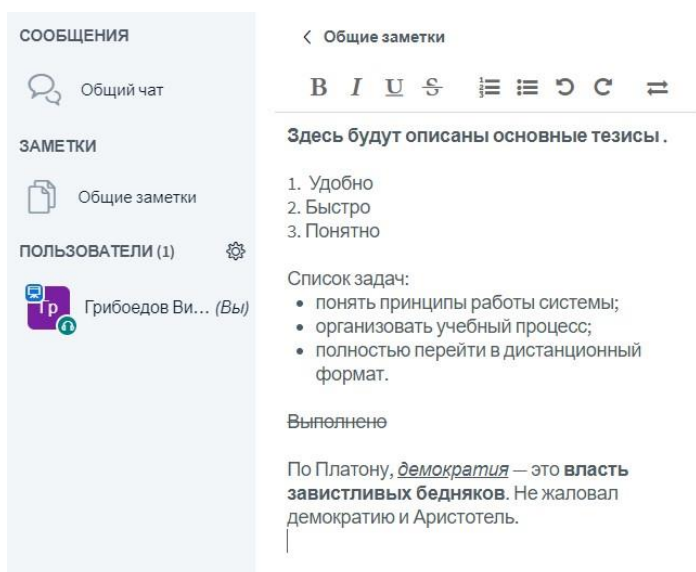 СООБЩЕНИЯ
Общий чат
ЗАМЕТКИ
Общие заметки
ПОЛЬЗОВАТЕЛИ (1)
Гр
Грибоедов Ви... (Вы)
Общие заметки
B I U S
Здесь будут описаны основные тезисы .
1. Удобно
2. Быстро
3. Понятно
Список задач:
• понять принципы работы системы;
• организовать учебный процесс;
• полностью перейти в дистанционный
формат.
Выполнено
По Платону, демократия — это власть
завистливых бедняков. Не жаловал
демократию и Аристотель.